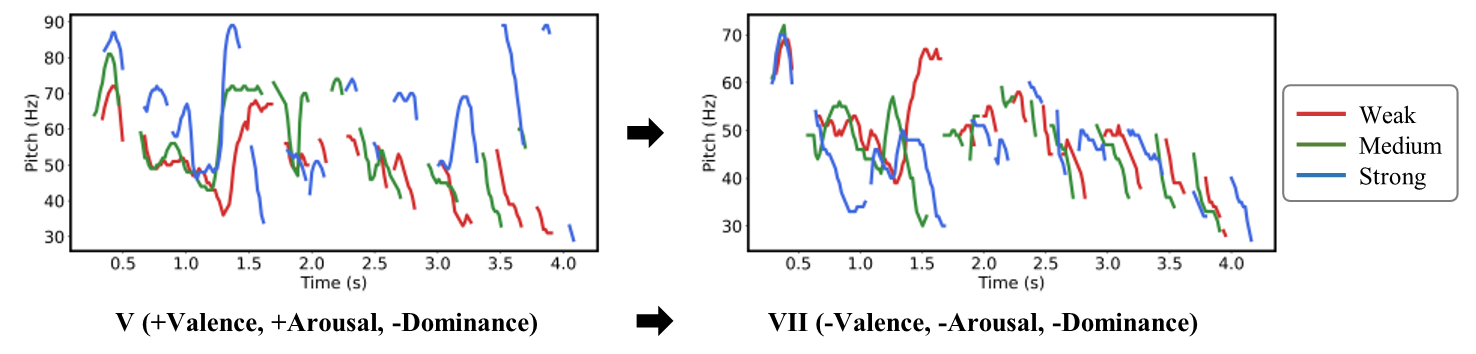 90
80
70
60
50
40
30
Pitch (Hz)
0.5 1.0 1.5 2.0 2.5 3.0 3.5 4.0
Time (s)
V (+Valence, +Arousal, -Dominance)
70
60
50
40
30
Pitch (Hz)
0.5 1.0 1.5 2.0 2.5 3.0 3.5 4.0
Time (s)
VII (-Valence, -Arousal, -Dominance)
Weak
Medium
Strong